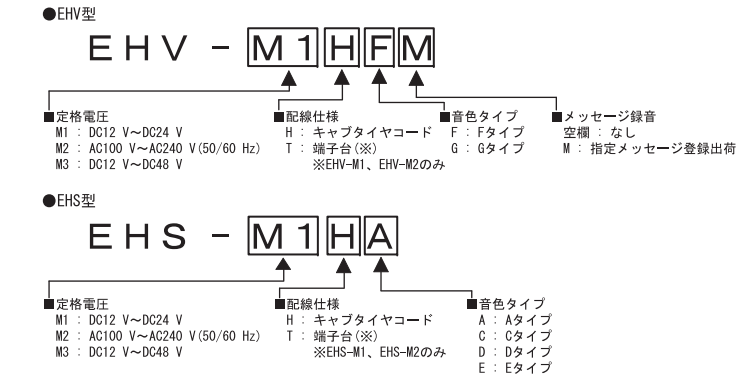 ●EHV型
EHV－M1HFM
■定格電圧
M1 : DC12 V～DC24 V
M2 : AC100 V～AC240 V(50/60 Hz)
M3 : DC12 V～DC48 V
■配線仕様
H : キャブタイヤコード
T : 端子台(※)
※EHV-M1、EHV-M2のみ
■音色タイプ
F : Fタイプ
G : Gタイプ
■メッセージ録音
空欄 : なし
M : 指定メッセージ登録出荷
●EHS型
EHS－M1HA
■定格電圧
M1 : DC12 V～DC24 V
M2 : AC100 V～AC240 V(50/60 Hz)
M3 : DC12 V～DC48 V
■配線仕様
H : キャブタイヤコード
T : 端子台(※)
※EHS-M1、EHS-M2のみ
■音色タイプ
A : Aタイプ
C : Cタイプ
D : Dタイプ
E : Eタイプ